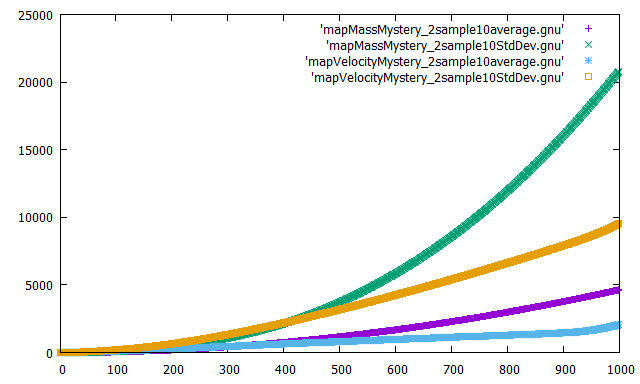 25000
20000
15000
10000
5000
0
'mapMassMystery_2sample10average.gnu'
'mapMassMystery_2sample10StdDev.gnu'
'mapVelocityMystery_2sample10average.gnu'
'mapVelocityMystery_2sample10StdDev.gnu'
0 100 200 300 400 500 600 700 800 900 1000